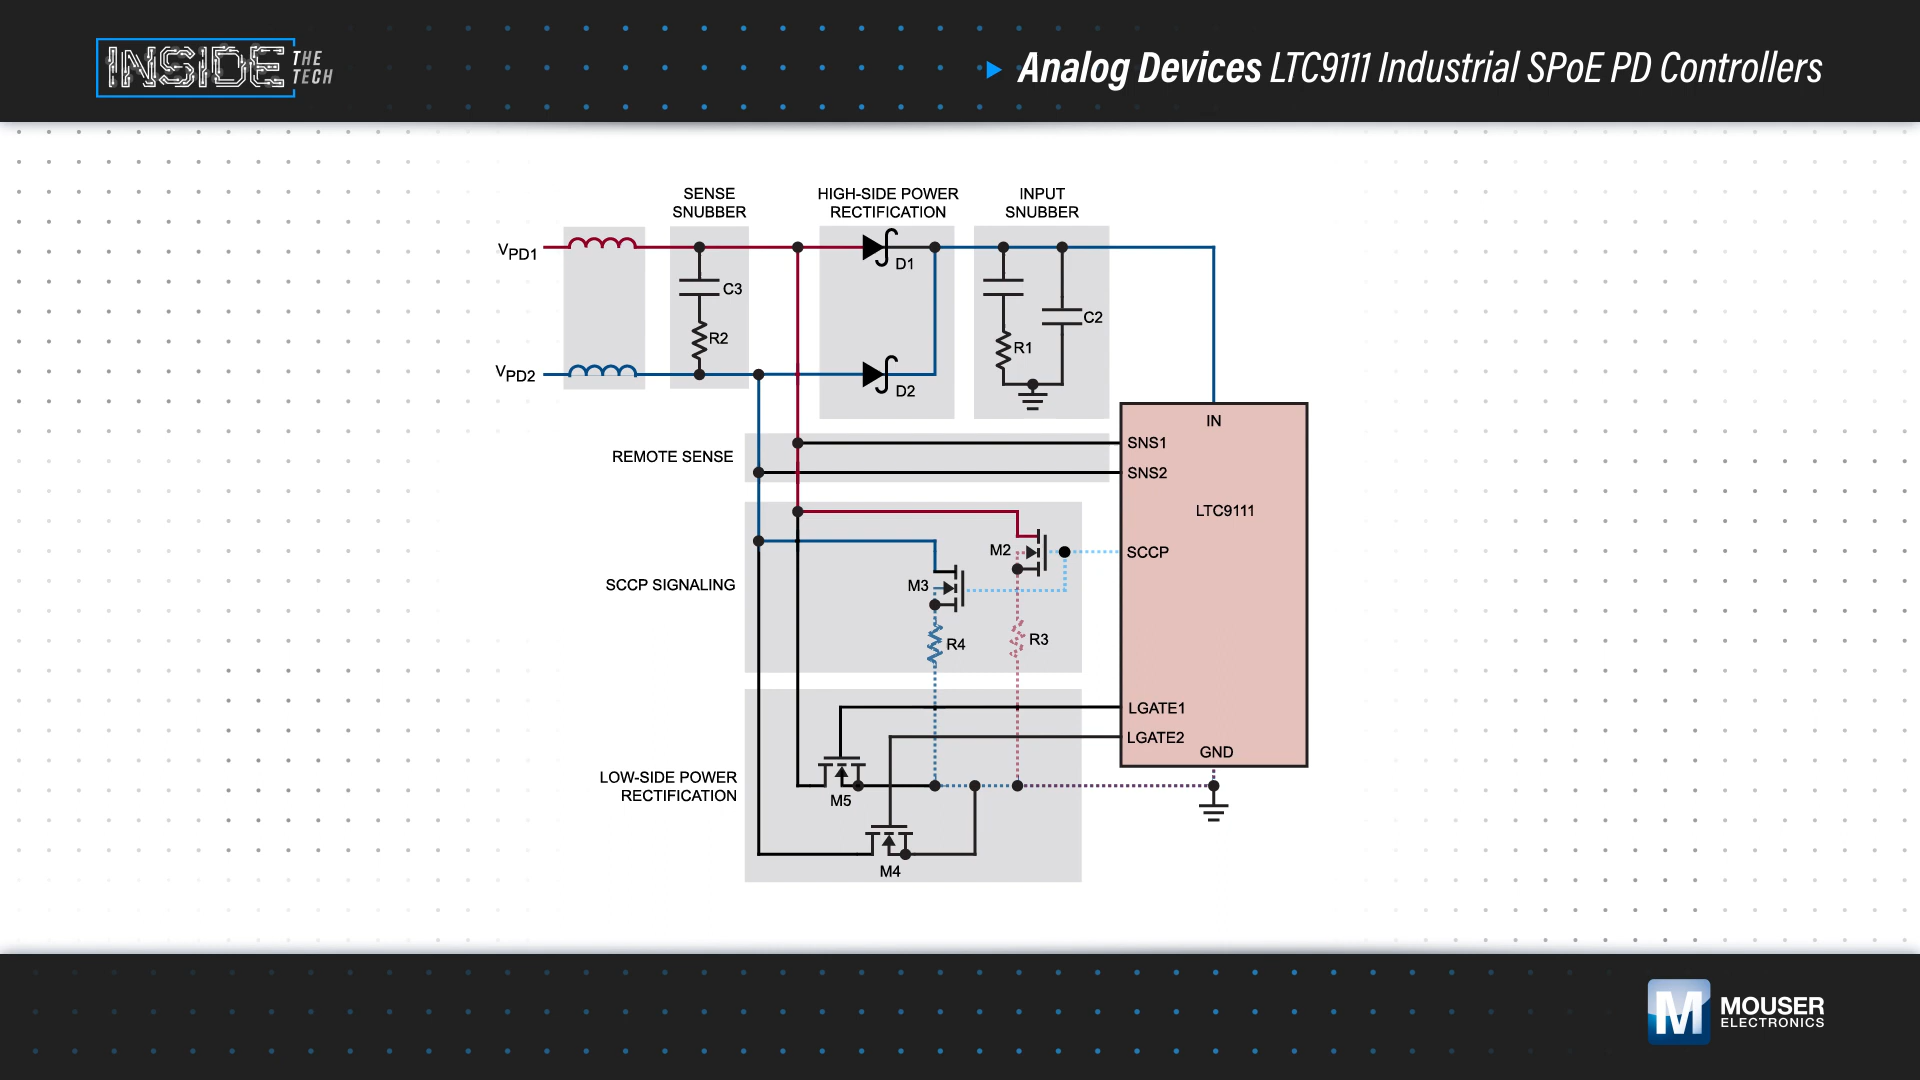 INSIDE THE TECH
Analog Devices LTC9111 Industrial SPoE PD Controllers
SENSE
SNUBBER
HIGH-SIDE POWER
RECTIFICATION
INPUT
SNUBBER
VPD1
D1
C3
C2
R2
R1
VPD2
D2
IN
SNS1
REMOTE SENSE
SNS2
LTC9111
M2
SCCP
SCCP SIGNALING
M3
R4
R3
LGATE1
LGATE2
GND
LOW-SIDE POWER
RECTIFICATION
M5
M4
M MOUSER
ELECTRONICS